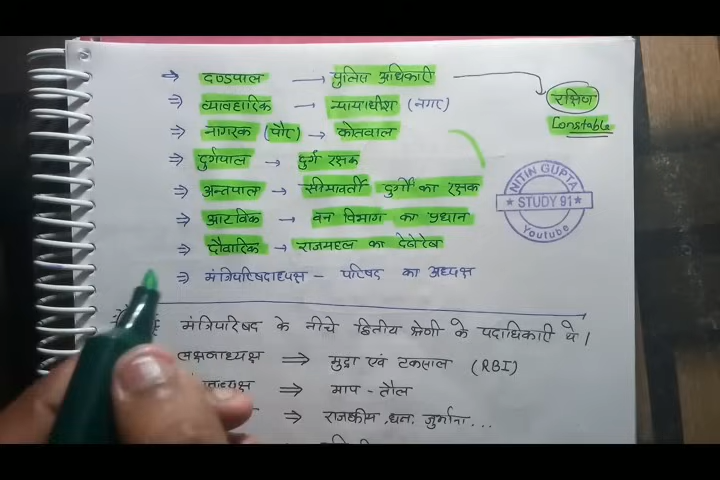 ⇒ दण्डपाल → पुलिस अधिकारी → रक्षिण
Constable
⇒ व्यावहारिक → न्यायाधीश (नगर)
⇒ नागरक (पौर) → कोतवाल
⇒ दुर्गपाल → दुर्ग रक्षक
⇒ अन्तपाल → सीमावर्ती दुर्गों का रक्षक
⇒ आटविक → वन विभाग का प्रधान
⇒ दौवारिक → राजमहल का देखरेख
⇒ मंत्रिपरिषदाध्यक्ष - परिषद का अध्यक्ष
NITIN GUPTA
STUDY 91
Youtube
मंत्रिपरिषद के नीचे द्वितीय श्रेणी के पदाधिकारी थे।
लक्षनाध्यक्ष ⇒ मुद्रा एवं टकसाल (RBI)
⇒ माप - तौल
⇒ राजकीय धन, जुर्माना...